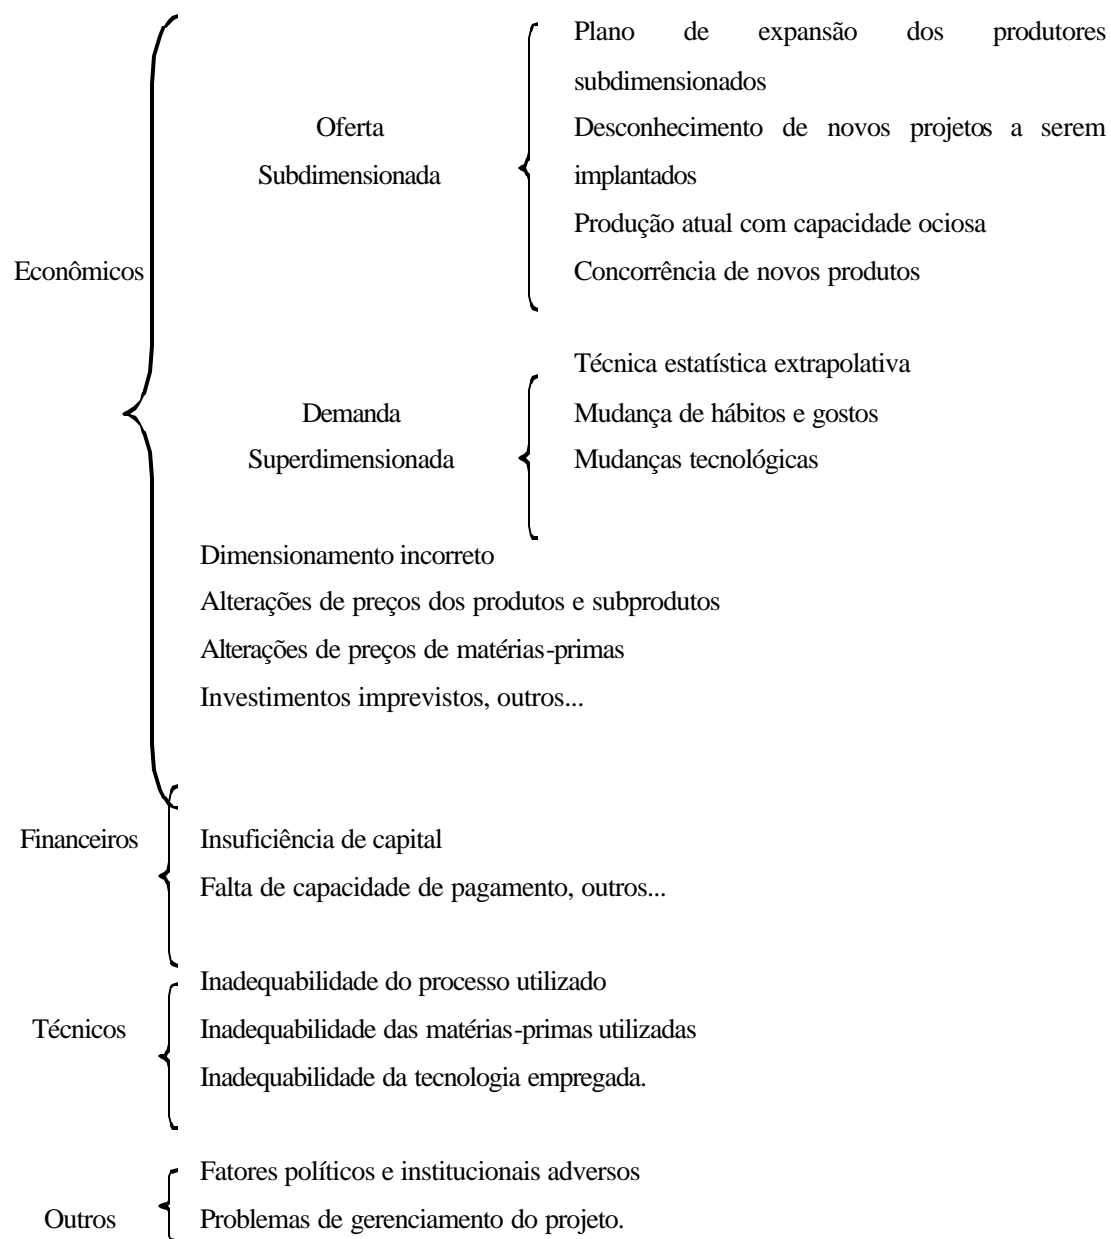 Econômicos
Oferta
Subdimensionada
Plano de expansão dos produtores
subdimensionados
Desconhecimento de novos projetos a serem
implantados
Produção atual com capacidade ociosa
Concorrência de novos produtos
Demanda
Superdimensionada
Técnica estatística extrapolativa
Mudança de hábitos e gostos
Mudanças tecnológicas
Dimensionamento incorreto
Alterações de preços dos produtos e subprodutos
Alterações de preços de matérias-primas
Investimentos imprevistos, outros...
Financeiros
Insuficiência de capital
Falta de capacidade de pagamento, outros...
Técnicos
Inadequabilidade do processo utilizado
Inadequabilidade das matérias-primas utilizadas
Inadequabilidade da tecnologia empregada.
Outros
Fatores políticos e institucionais adversos
Problemas de gerenciamento do projeto.